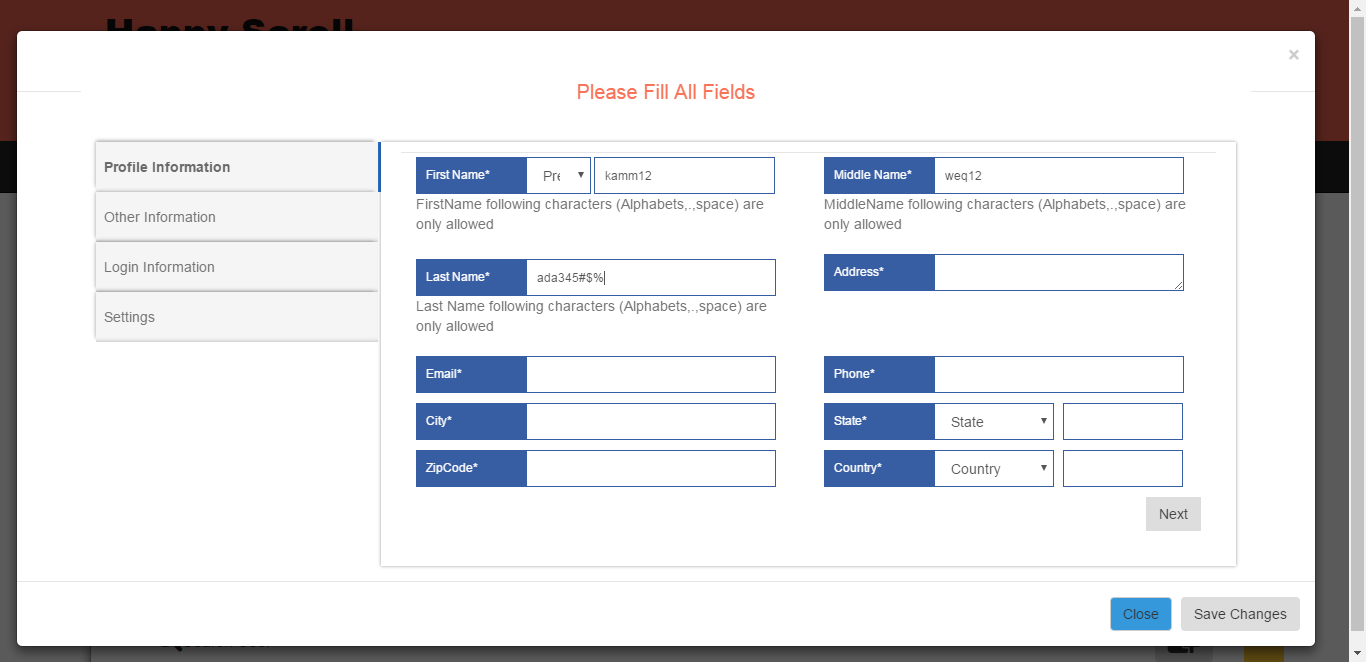 ×
Please Fill All Fields
Profile Information
Other Information
Login Information
Settings
First Name* Pre kamm12
FirstName following characters (Alphabets,.,space) are
only allowed
Middle Name* weq12
MiddleName following characters (Alphabets,.,space) are
only allowed
Last Name* ada345#$%
Last Name following characters (Alphabets,.,space) are
only allowed
Address*
Email*
Phone*
City*
State* State
ZipCode*
Country* Country
Next
Close Save Changes